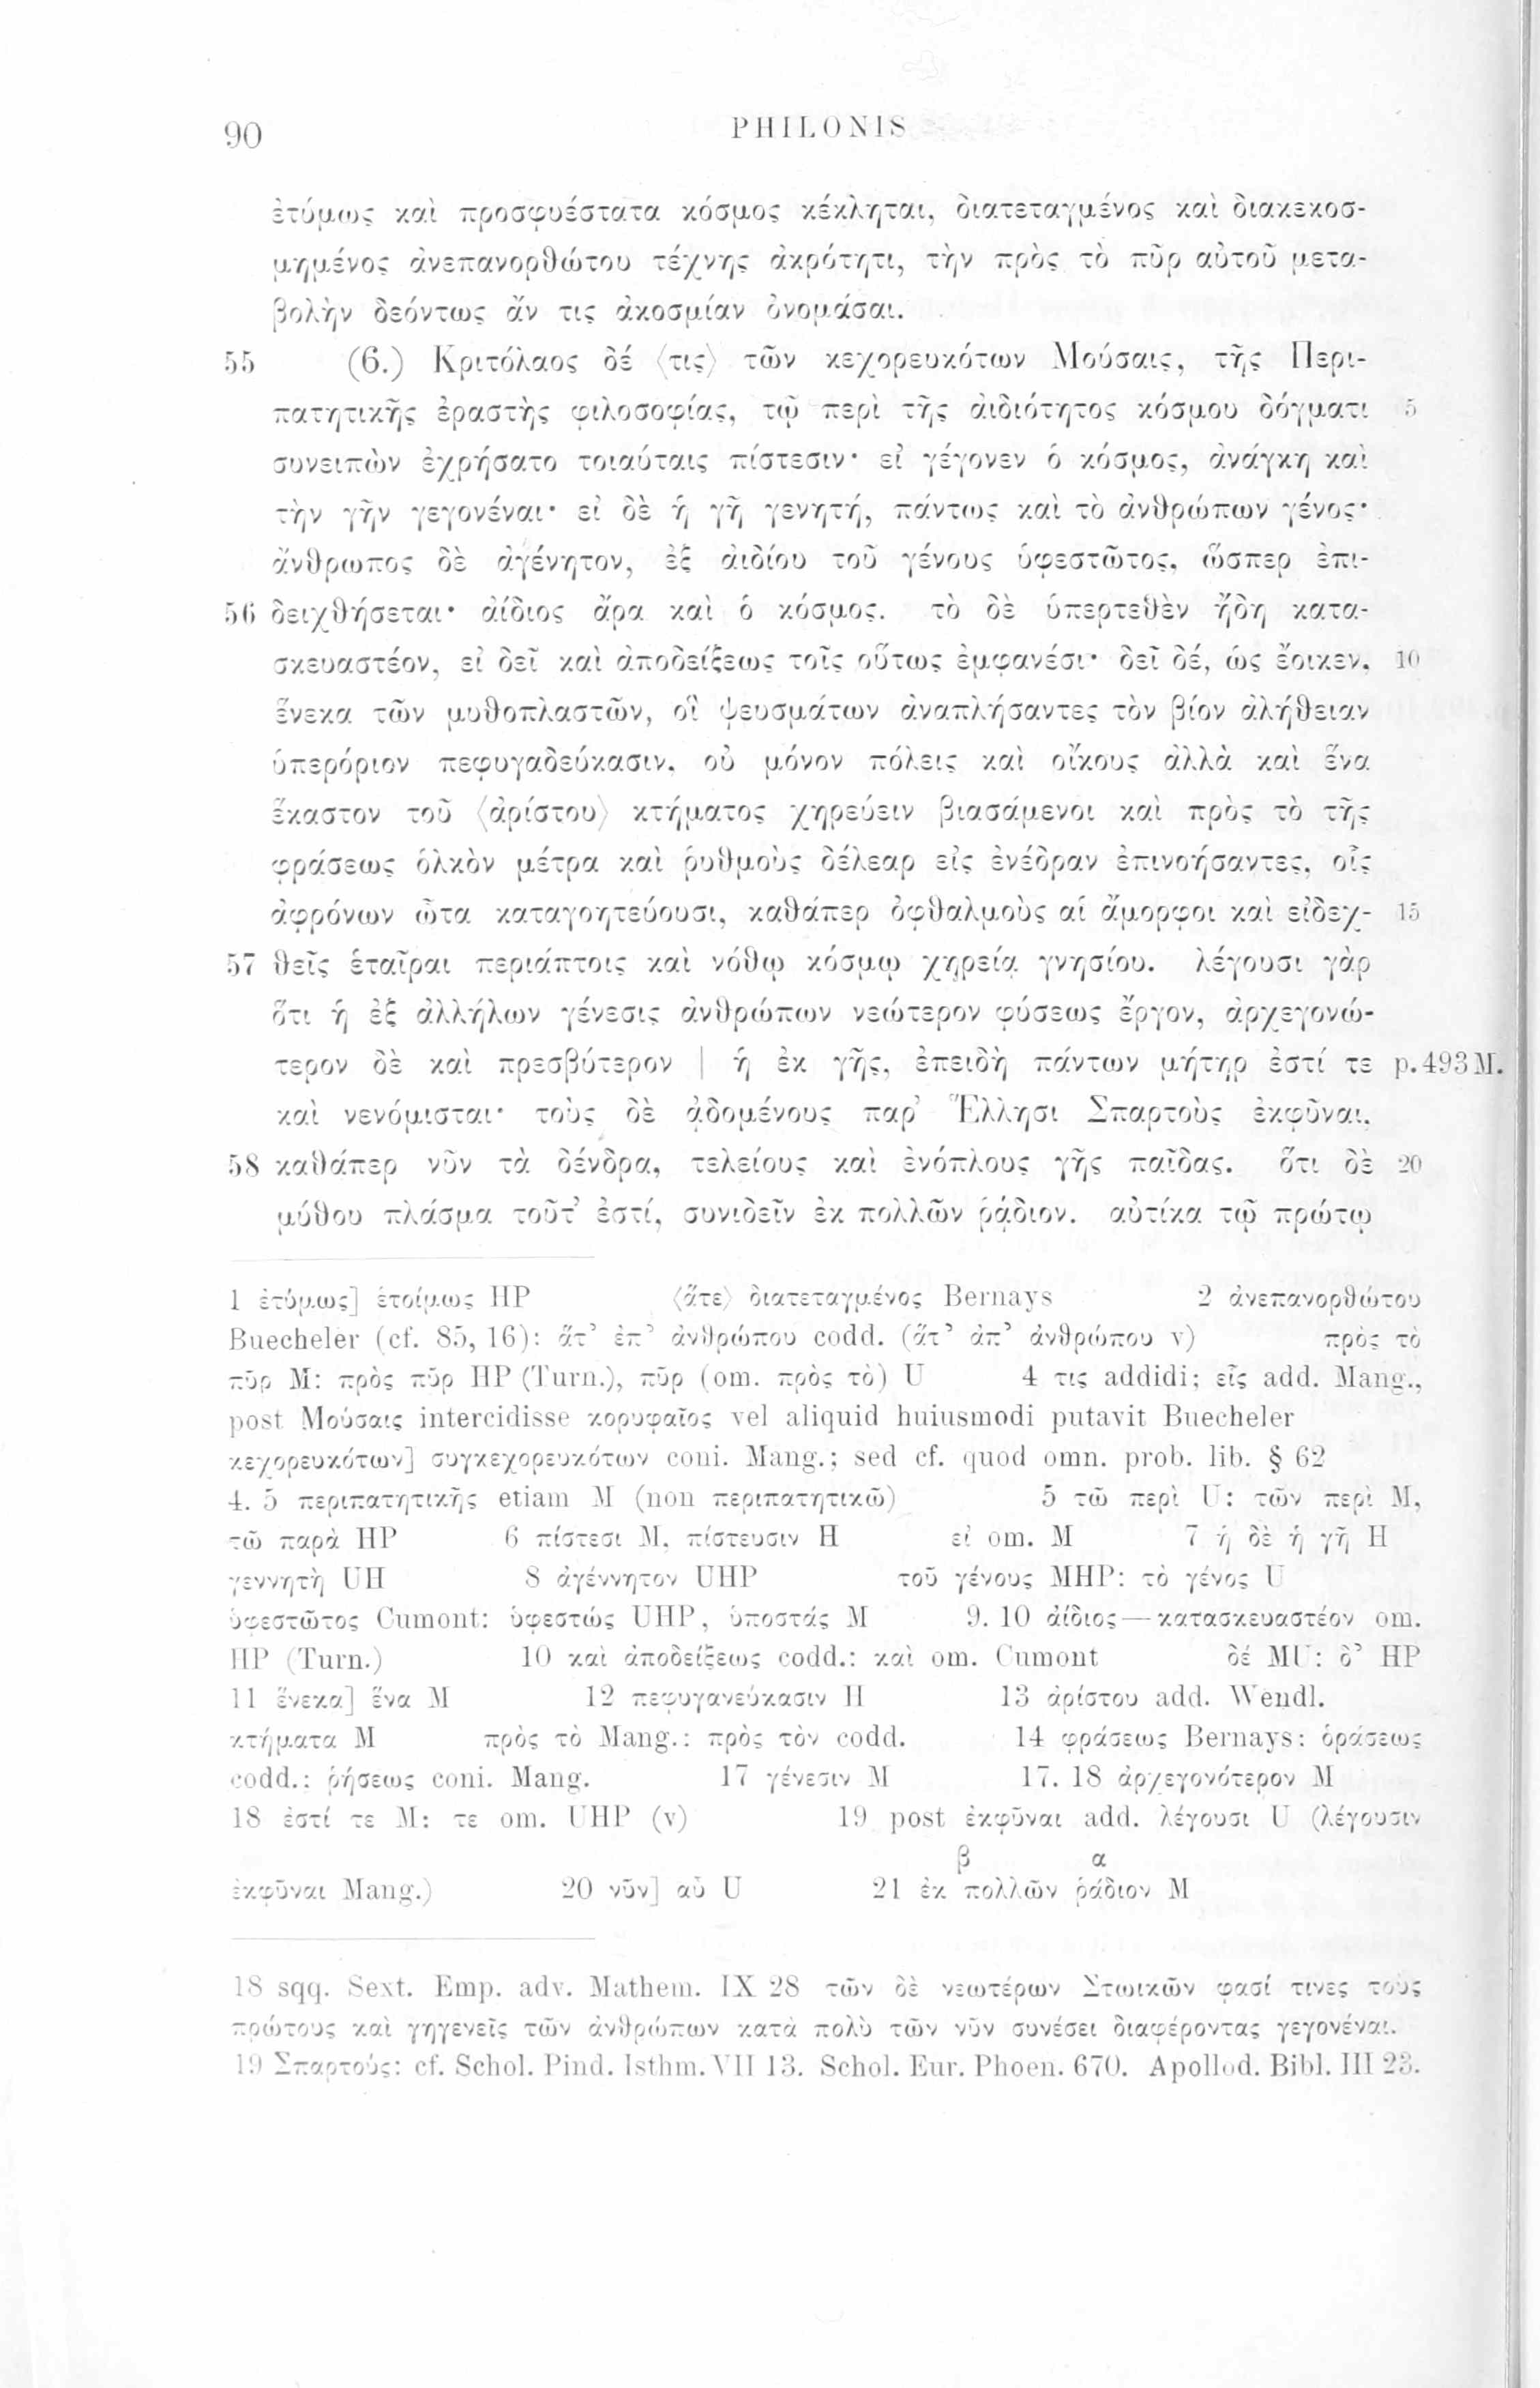 90 PHILONIS
ἐτύμως καὶ προσφυέστατα κόσμος κέκληται, διατεταγμένος καὶ διακεκοσ-
μημένος ἀνεπανορθώτου τέχνης ἀκρότητι, τὴν πρὸς τὸ πῦρ αὐτοῦ μετα-
βολὴν δεόντως ἄν τις ἀκοσμίαν ὀνομάσαι.
55 (6.) Κριτόλαος δέ ⟨τις⟩ τῶν κεχορευκότων Μούσαις, τῆς Περι-
πατητικῆς ἐραστὴς φιλοσοφίας, τῷ περὶ τῆς ἀιδιότητος κόσμου δόγματι 5
συνειπὼν ἐχρήσατο τοιαύταις πίστεσιν· εἰ γέγονεν ὁ κόσμος, ἀνάγκη καὶ
τὴν γῆν γεγονέναι· εἰ δὲ ἡ γῆ γενητή, πάντως καὶ τὸ ἀνθρώπων γένος·
ἄνθρωπος δὲ ἀγένητον, ἐξ ἀιδίου τοῦ γένους ὑφεστῶτος, ὥσπερ ἐπι-
56 δειχθήσεται· ἀίδιος ἄρα καὶ ὁ κόσμος. τὸ δὲ ὑπερτεθὲν ἤδη κατα-
σκευαστέον, εἰ δεῖ καὶ ἀποδείξεως τοῖς οὕτως ἐμφανέσι· δεῖ δέ, ὡς ἔοικεν, 10
ἕνεκα τῶν μυθοπλαστῶν, οἳ ψευσμάτων ἀναπλήσαντες τὸν βίον ἀλήθειαν
ὑπερόριον πεφυγαδεύκασιν, οὐ μόνον πόλεις καὶ οἴκους ἀλλὰ καὶ ἕνα
ἕκαστον τοῦ ⟨ἀρίστου⟩ κτήματος χηρεύειν βιασάμενοι καὶ πρὸς τὸ τῆς
φράσεως ὁλκὸν μέτρα καὶ ῥυθμοὺς δέλεαρ εἰς ἐνέδραν ἐπινοήσαντες, οἷς
ἀφρόνων ὦτα καταγοητεύουσι, καθάπερ ὀφθαλμοὺς αἱ ἄμορφοι καὶ εἰδεχ- 15
57 θεῖς ἑταῖραι περιάπτοις καὶ νόθῳ κόσμῳ χηρείᾳ γνησίου. λέγουσι γὰρ
ὅτι ἡ ἐξ ἀλλήλων γένεσις ἀνθρώπων νεώτερον φύσεως ἔργον, ἀρχεγονώ-
τερον δὲ καὶ πρεσβύτερον | ἡ ἐκ γῆς, ἐπειδὴ πάντων μήτηρ ἐστί τε p. 493 M.
καὶ νενόμισται· τοὺς δὲ ᾀδομένους παρ’ Ἕλλησι Σπαρτοὺς ἐκφῦναι,
58 καθάπερ νῦν τὰ δένδρα, τελείους καὶ ἐνόπλους γῆς παῖδας. ὅτι δὲ 20
μύθου πλάσμα τοῦτ’ ἐστί, συνιδεῖν ἐκ πολλῶν ῥᾴδιον. αὐτίκα τῷ πρώτῳ
1 ἐτύμως] ἑτοίμως HP ⟨ἅτε⟩ διατεταγμένος Bernays 2 ἀνεπανορθώτου
Buecheler (cf. 85, 16): ἅτ’ ἐπ’ ἀνθρώπου codd. (ἅτ’ ἀπ’ ἀνθρώπου v) πρὸς τὸ
πῦρ M: πρὸς πῦρ HP (Turn.), πῦρ (om. πρὸς τὸ) U 4 τις addidi; εἷς add. Mang.,
post Μούσαις intercidisse κορυφαῖος vel aliquid huiusmodi putavit Buecheler
κεχορευκότων] συγκεχορευκότων coni. Mang.; sed cf. quod omn. prob. lib. § 62
4. 5 περιπατητικῆς etiam M (non περιπατητικῶ) 5 τῶ περὶ U: τῶν περὶ M,
τῶ παρὰ HP 6 πίστεσι M, πίστευσιν H εἰ om. M 7 ἡ δὲ ἡ γῆ H
γεννητὴ UH 8 ἀγέννητον UHP τοῦ γένους MHP: τὸ γένος U
ὑφεστῶτος Cumont: ὑφεστώς UHP, ὑποστάς M 9. 10 ἀίδιος — κατασκευαστέον om.
HP (Turn.) 10 καὶ ἀποδείξεως codd.: καὶ om. Cumont δέ MU: δ’ HP
11 ἕνεκα] ἕνα M 12 πεφυγανεύκασιν H 13 ἀρίστου add. Wendl.
κτήματα M πρὸς τὸ Mang.: πρὸς τὸν codd. 14 φράσεως Bernays: ὁράσεως
codd.: ῥήσεως coni. Mang. 17 γένεσιν M 17. 18 ἀρχεγονότερον M
18 ἐστί τε M: τε om. UHP (v) 19 post ἐκφῦναι add. λέγουσι U (λέγουσιν
β α
ἐκφῦναι Mang.) 20 νῦν] αὖ U 21 ἐκ πολλῶν ῥάδιον M
18 sqq. Sext. Emp. adv. Mathem. IX 28 τῶν δὲ νεωτέρων Στωικῶν φασί τινες τοὺς
πρώτους καὶ γηγενεῖς τῶν ἀνθρώπων κατὰ πολὺ τῶν νῦν συνέσει διαφέροντας γεγονέναι.
19 Σπαρτούς: cf. Schol. Pind. Isthm. VII 13. Schol. Eur. Phoen. 670. Apollod. Bibl. III 23.